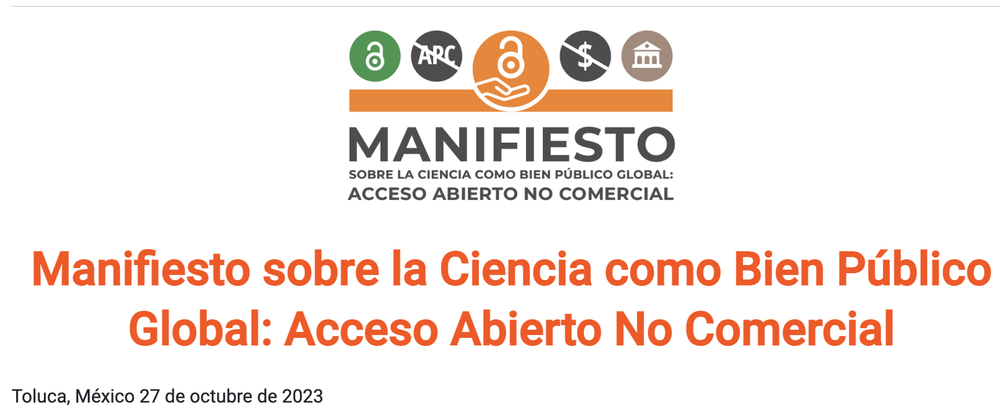 APC
$
MANIFIESTO
SOBRE LA CIENCIA COMO BIEN PÚBLICO GLOBAL:
ACCESO ABIERTO NO COMERCIAL
Manifiesto sobre la Ciencia como Bien Público
Global: Acceso Abierto No Comercial
Toluca, México 27 de octubre de 2023